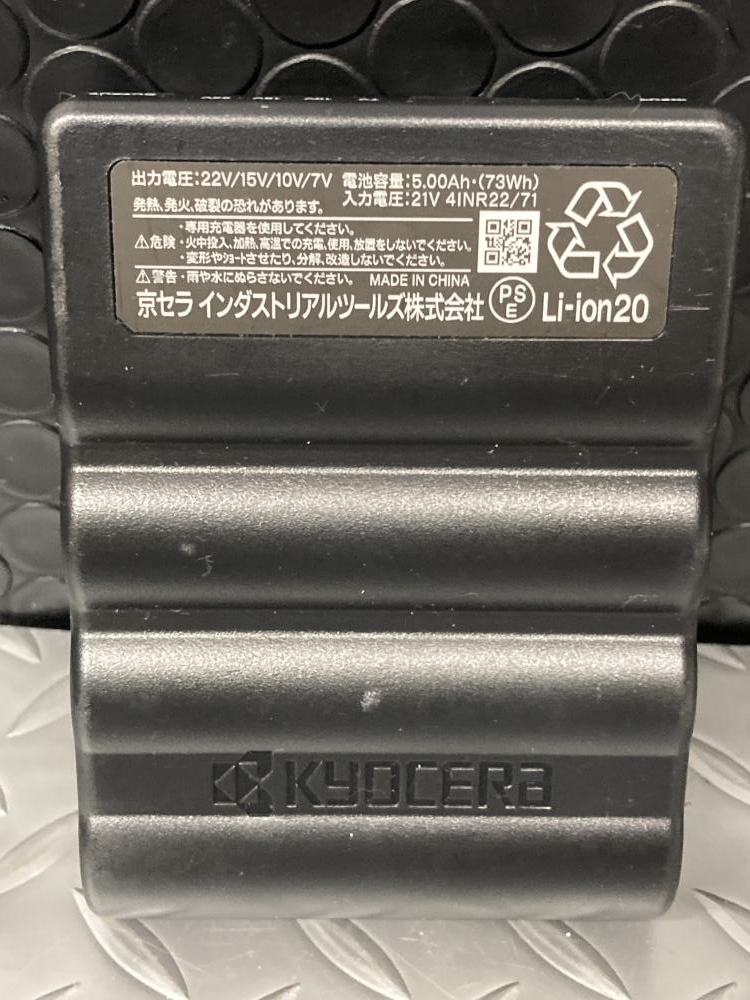 出力電圧:22V/15V/10V/7V 電池容量:5.00Ah・(73Wh)
発熱、発火、破裂の恐れがあります。 入力電圧:21V 4INR22/71
・専用充電器を使用してください。
⚠危険・火中投入、加熱、高温での充電、使用、放置をしないでください。
・変形やショートさせたり、分解、改造しないでください。
⚠警告・雨や水にぬらさないでください。 MADE IN CHINA
京セラ インダストリアルツールズ株式会社 PSE Li-ion20
KYOCERA